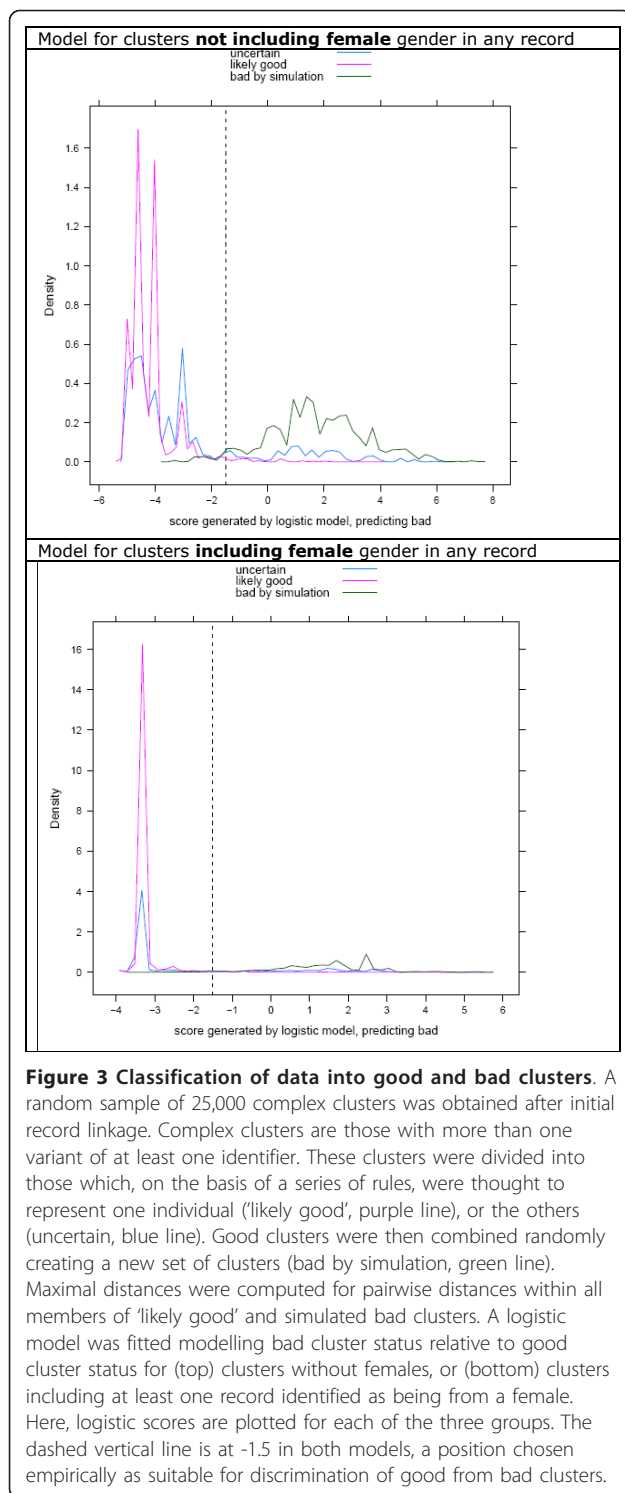 Model for clusters not including female gender in any record
uncertain
likely good
bad by simulation
1.6
1.4
1.2
1.0
0.8
0.6
0.4
0.2
0.0
Density
−6 −4 −2 0 2 4 6 8
score generated by logistic model, predicting bad
Model for clusters including female gender in any record
uncertain
likely good
bad by simulation
16
14
12
10
8
6
4
2
0
Density
−4 −3 −2 −1 0 1 2 3 4 5 6
score generated by logistic model, predicting bad
Figure 3 Classification of data into good and bad clusters. A
random sample of 25,000 complex clusters was obtained after initial
record linkage. Complex clusters are those with more than one
variant of at least one identifier. These clusters were divided into
those which, on the basis of a series of rules, were thought to
represent one individual (‘likely good’, purple line), or the others
(uncertain, blue line). Good clusters were then combined randomly
creating a new set of clusters (bad by simulation, green line).
Maximal distances were computed for pairwise distances within all
members of ‘likely good’ and simulated bad clusters. A logistic
model was fitted modelling bad cluster status relative to good
cluster status for (top) clusters without females, or (bottom) clusters
including at least one record identified as being from a female.
Here, logistic scores are plotted for each of the three groups. The
dashed vertical line is at -1.5 in both models, a position chosen
empirically as suitable for discrimination of good from bad clusters.